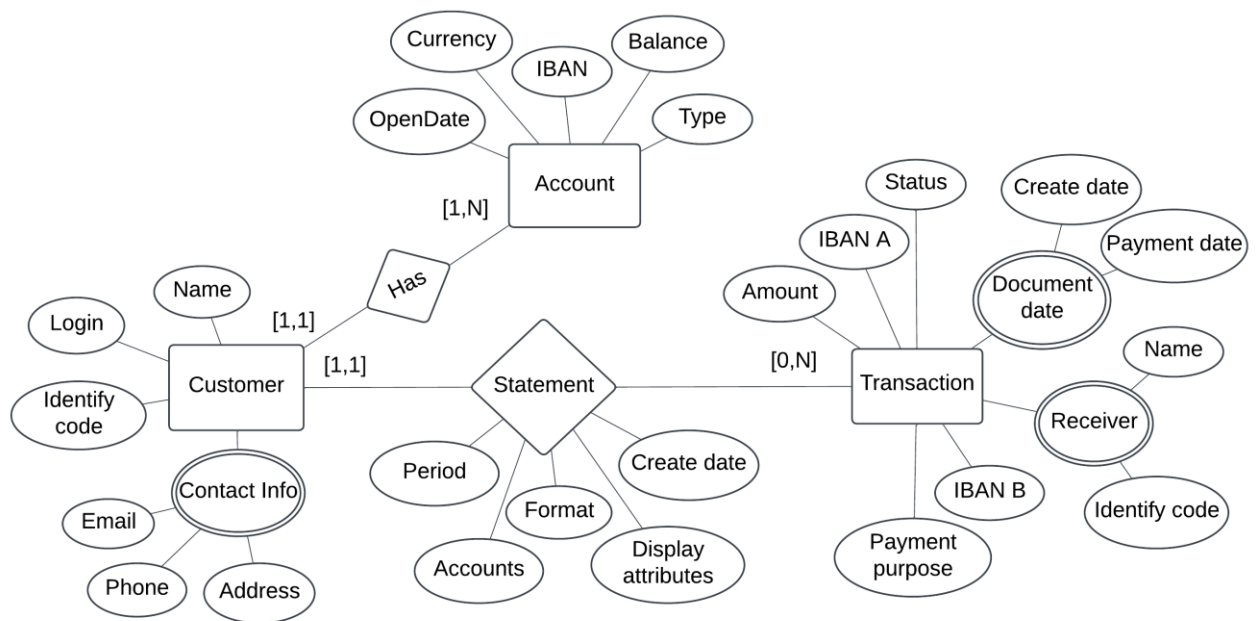 Currency
IBAN
Balance
OpenDate
Type
Account
[1,N]
Has
[1,1]
Name
Login
Customer
Identify
code
Contact Info
Email
Phone
Address
[1,1]
Statement
[0,N]
Period
Accounts
Format
Display
attributes
Create date
Status
IBAN A
Amount
Transaction
Create date
Payment date
Document
date
Name
Receiver
Identify code
IBAN B
Payment
purpose